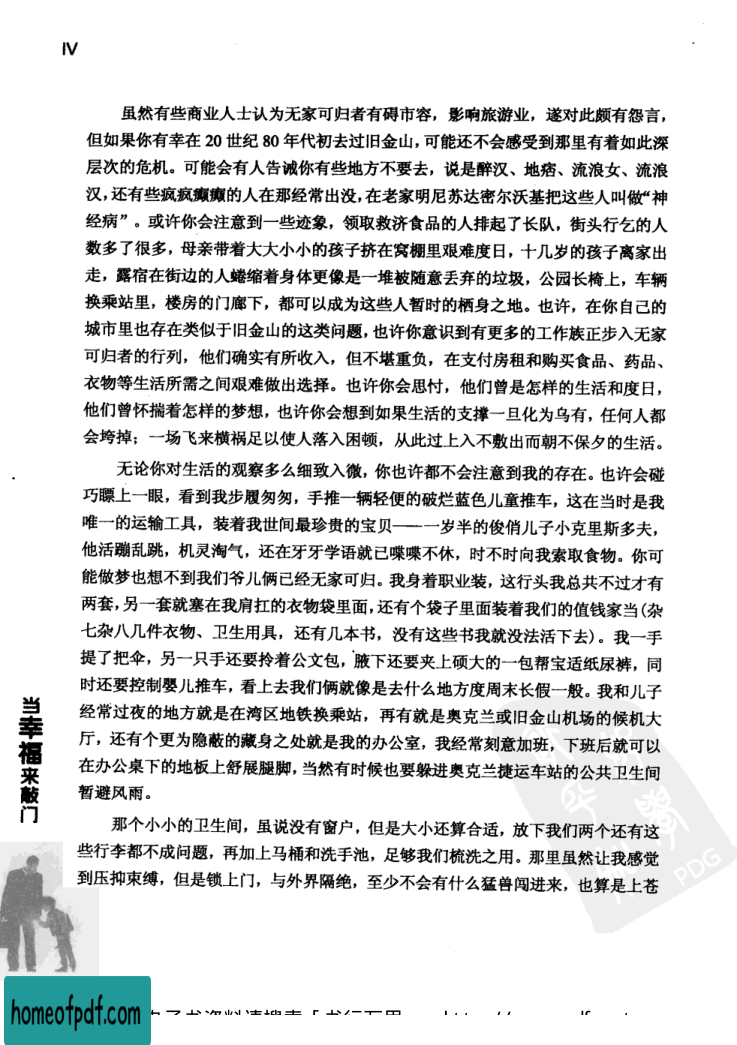 IV
虽然有些商业人士认为无家可归者有碍市容，影响旅游业，遂对此颇有怨言，
但如果你有幸在 20 世纪 80 年代初去过旧金山，可能还不会感受到那里有着如此深
层次的危机。可能会有人告诫你有些地方不要去，说是醉汉、地痞、流浪女、流浪
汉，还有些疯疯癫癫的人在那经常出没，在老家明尼苏达密尔沃基把这些人叫做“神
经病”。或许你会注意到一些迹象，领取救济食品的人排起了长队，街头行乞的人
数多了很多，母亲带着大大小小的孩子挤在窝棚里艰难度日，十几岁的孩子离家出
走，露宿在街边的人蜷缩着身体更像是一堆被随意丢弃的垃圾，公园长椅上，车辆
换乘站里，楼房的门廊下，都可以成为这些人暂时的栖身之地。也许，在你自己的
城市里也存在类似于旧金山的这类问题，也许你意识到有更多的工作族正步入无家
可归者的行列，他们确实有所收入，但不堪重负，在支付房租和购买食品、药品、
衣物等生活所需之间艰难做出选择。也许你会思忖，他们曾是怎样的生活和度日，
他们曾怀揣着怎样的梦想，也许你会想到如果生活的支撑一旦化为乌有，任何人都
会垮掉；一场飞来横祸足以使人落入困顿，从此过上入不敷出而朝不保夕的生活。
无论你对生活的观察多么细致入微，你也许都不会注意到我的存在。也许会碰
巧瞟上一眼，看到我步履匆匆，手推一辆轻便的破烂蓝色儿童推车，这在当时是我
唯一的运输工具，装着我世间最珍贵的宝贝——一岁半的俊俏儿子小克里斯多夫，
他活蹦乱跳，机灵淘气，还在牙牙学语就已喋喋不休，时不时向我索取食物。你可
能做梦也想不到我们爷儿俩已经无家可归。我身着职业装，这行头我总共不过才有
两套，另一套就塞在我肩扛的衣物袋里面，还有个袋子里面装着我们的值钱家当(杂
七杂八几件衣物、卫生用具，还有几本书，没有这些书我就没法活下去)。我一手
提了把伞，另一只手还要拎着公文包，腋下还要夹上硕大的一包帮宝适纸尿裤，同
时还要控制婴儿推车，看上去我们俩就像是去什么地方度周末长假一般。我和儿子
经常过夜的地方就是在湾区地铁换乘站，再有就是奥克兰或旧金山机场的候机大
厅，还有个更为隐蔽的藏身之处就是我的办公室，我经常刻意加班，下班后就可以
在办公桌下的地板上舒展腿脚，当然有时候也要躲进奥克兰捷运车站的公共卫生间
暂避风雨。
那个小小的卫生间，虽说没有窗户，但是大小还算合适，放下我们两个还有这
些行李都不成问题，再加上马桶和洗手池，足够我们梳洗之用。那里虽然让我感觉
到压抑束缚，但是锁上门，与外界隔绝，至少不会有什么猛兽闯进来，也算是上苍
当幸福来敲门
PDG
homeofpdf.com